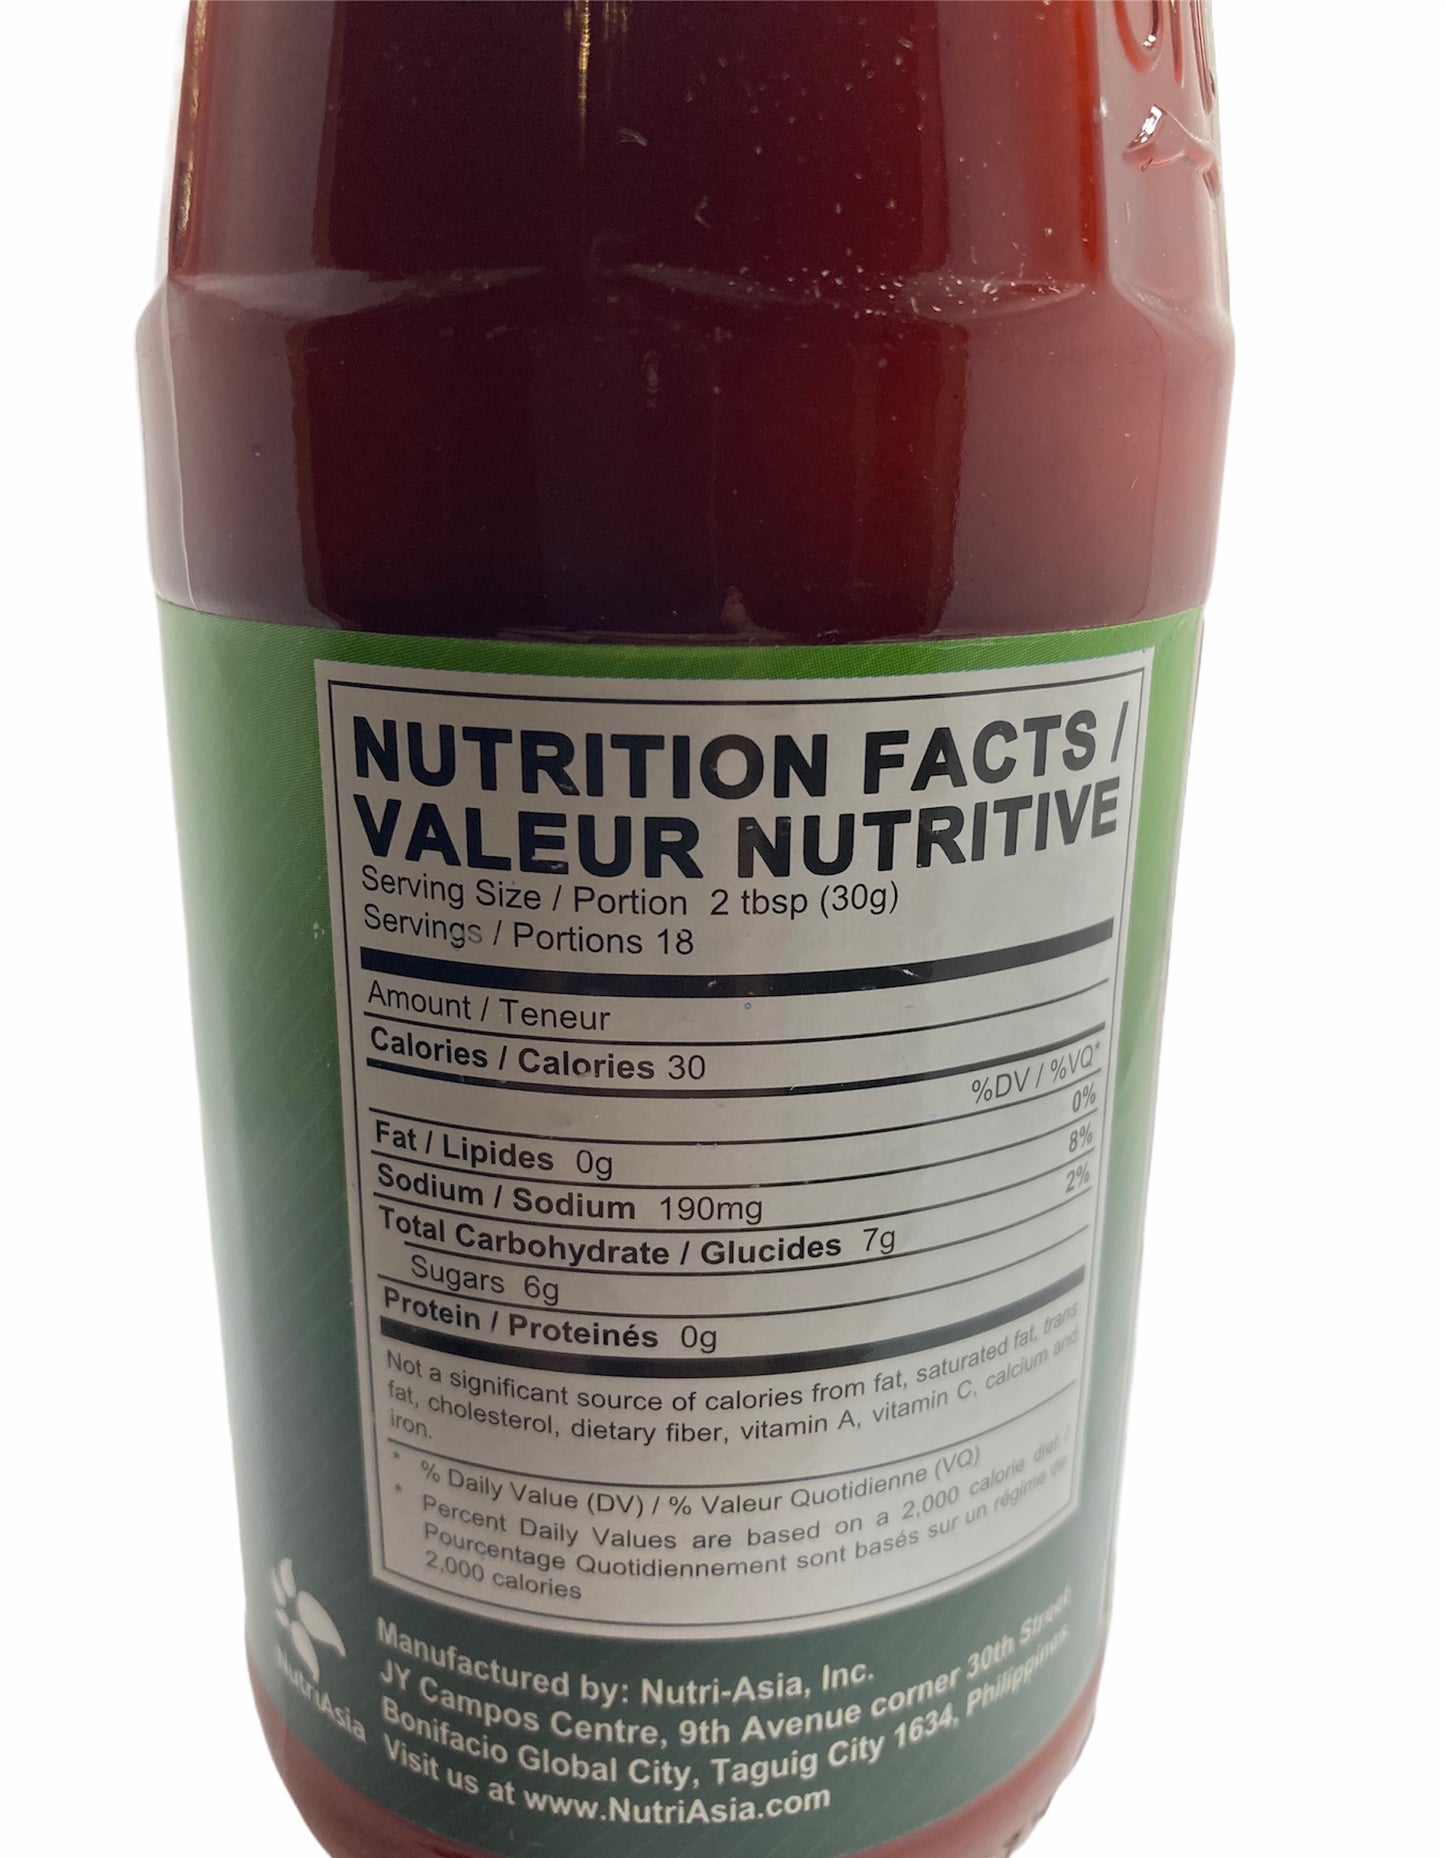 NUTRITION FACTS /
VALEUR NUTRITIVE
Serving Size / Portion 2 tbsp (30g)
Servings / Portions 18
Amount / Teneur
Calories / Calories 30
%DV / %VQ*
Fat / Lipides 0g 0%
Sodium / Sodium 190mg 8%
Total Carbohydrate / Glucides 7g 2%
Sugars 6g
Protein / Proteinés 0g
Not a significant source of calories from fat, saturated fat, trans
fat, cholesterol, dietary fiber, vitamin A, vitamin C, calcium and
iron.
* % Daily Value (DV) / % Valeur Quotidienne (VQ)
* Percent Daily Values are based on a 2,000 calorie diet /
Pourcentage Quotidiennement sont basés sur un régime de
2,000 calories
NutriAsia
Manufactured by: Nutri-Asia, Inc.
JY Campos Centre, 9th Avenue corner 30th Street
Bonifacio Global City, Taguig City 1634, Philippines
Visit us at www.NutriAsia.com